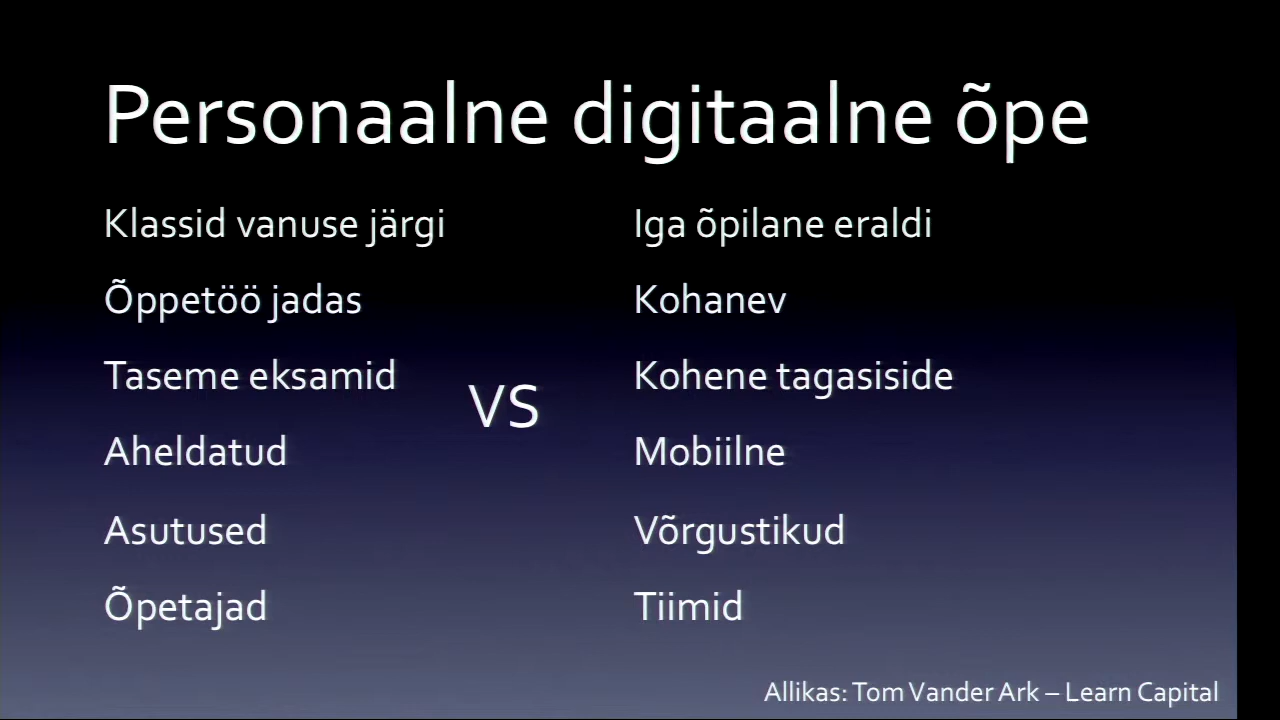 Personaalne digitaalne õpe
Klassid vanuse järgi
Õppetöö jadas
Taseme eksamid
Aheldatud
Asutused
Õpetajad
VS
Iga õpilane eraldi
Kohanev
Kohene tagasiside
Mobiilne
Võrgustikud
Tiimid
Allikas: Tom Vander Ark – Learn Capital